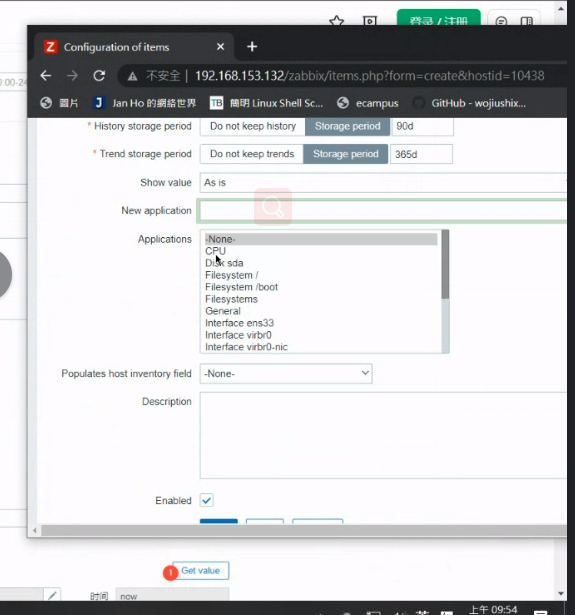 登录 / 注册
Z Configuration of items × +
不安全 | 192.168.153.132/zabbix/items.php?form=create&hostid=10438
圖片 J Jan Ho 的網絡世界 TB 簡明 Linux Shell Sc... ecampus GitHub - wojiushix...
:00-24
* History storage period Do not keep history Storage period 90d
* Trend storage period Do not keep trends Storage period 365d
Show value As is
New application
Applications -None-
CPU
Disk sda
Filesystem /
Filesystem /boot
Filesystems
General
Interface ens33
Interface virbr0
Interface virbr0-nic
Populates host inventory field -None-
Description
Enabled
1 Get value
时间 now
上午 09:54